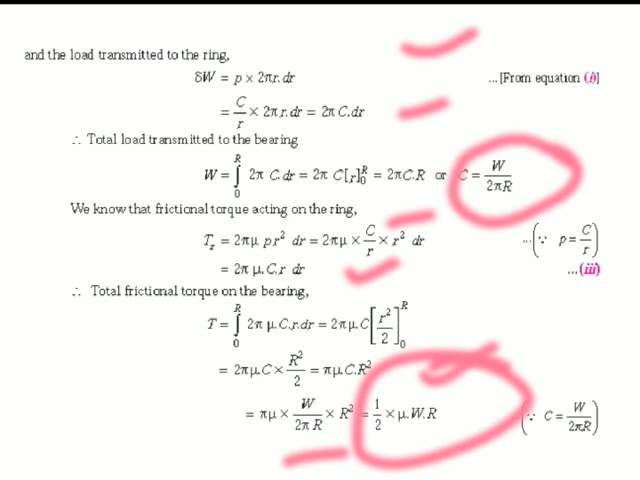 and the load transmitted to the ring,
δW = p × 2πr.dr ...[From equation (i)]
= C/r × 2πr.dr = 2π C.dr
∴ Total load transmitted to the bearing
W = ∫₀ᴿ 2π C.dr = 2π C[r]₀ᴿ = 2πC.R or C = W/2πR
We know that frictional torque acting on the ring,
Tᵣ = 2πμ pr² dr = 2πμ × C/r × r² dr ...(∵ p = C/r)
= 2π μ.C.r dr ...(iii)
∴ Total frictional torque on the bearing,
T = ∫₀ᴿ 2π μ.C.r.dr = 2πμ.C[r²/2]₀ᴿ
= 2πμ.C × R²/2 = πμ.C.R²
= πμ × W/2πR × R² = 1/2 × μ.W.R (∵ C = W/2πR)